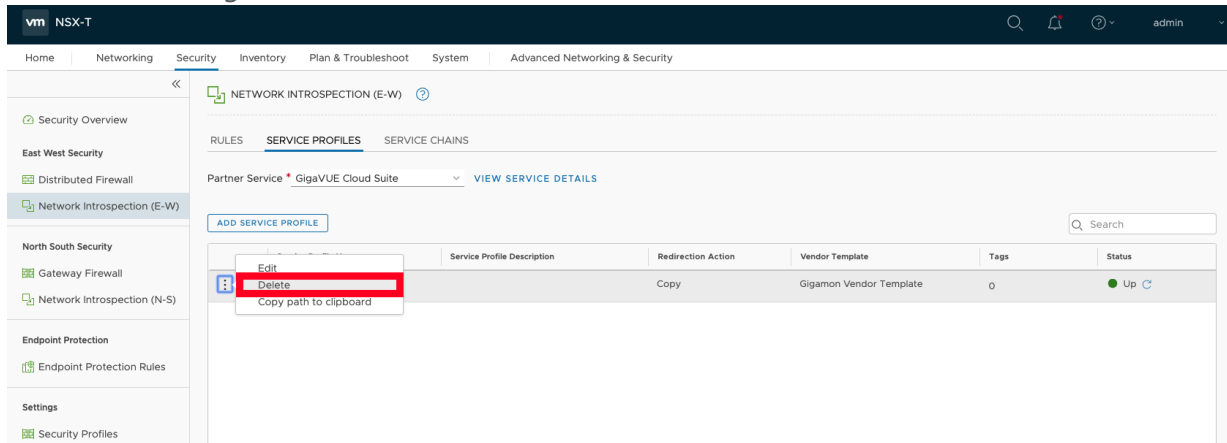 vm NSX-T admin
Home Networking Security Inventory Plan & Troubleshoot System Advanced Networking & Security
«
NETWORK INTROSPECTION (E-W)
Security Overview
RULES SERVICE PROFILES SERVICE CHAINS
East West Security
Distributed Firewall
Partner Service * GigaVUE Cloud Suite VIEW SERVICE DETAILS
Network Introspection (E-W)
ADD SERVICE PROFILE Search
North South Security
Service Profile Description Redirection Action Vendor Template Tags Status
Edit
Gateway Firewall
Delete Copy Gigamon Vendor Template 0 Up
Network Introspection (N-S)
Copy path to clipboard
Endpoint Protection
Endpoint Protection Rules
Settings
Security Profiles